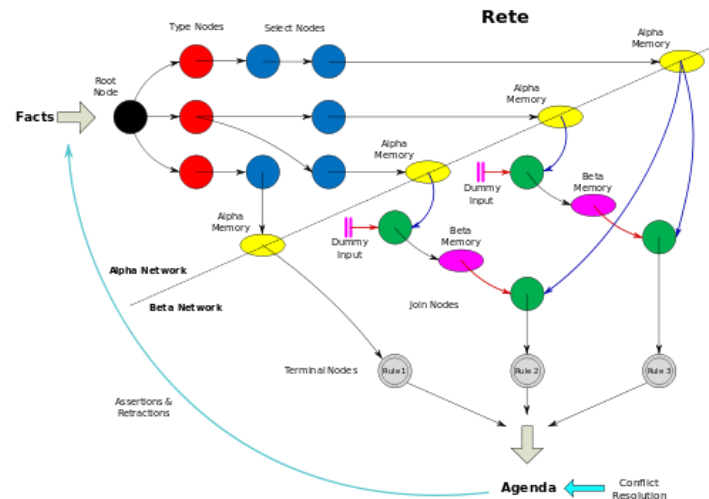 Rete
Type Nodes
Select Nodes
Alpha
Memory
Root
Node
Facts
Alpha
Memory
Alpha
Memory
Dummy
Input
Beta
Memory
Alpha
Memory
Dummy
Input
Beta
Memory
Alpha Network
Beta Network
Join Nodes
Terminal Nodes
Rule1
Rule 2
Rule 3
Assertions &
Retractions
Agenda
Conflict
Resolution